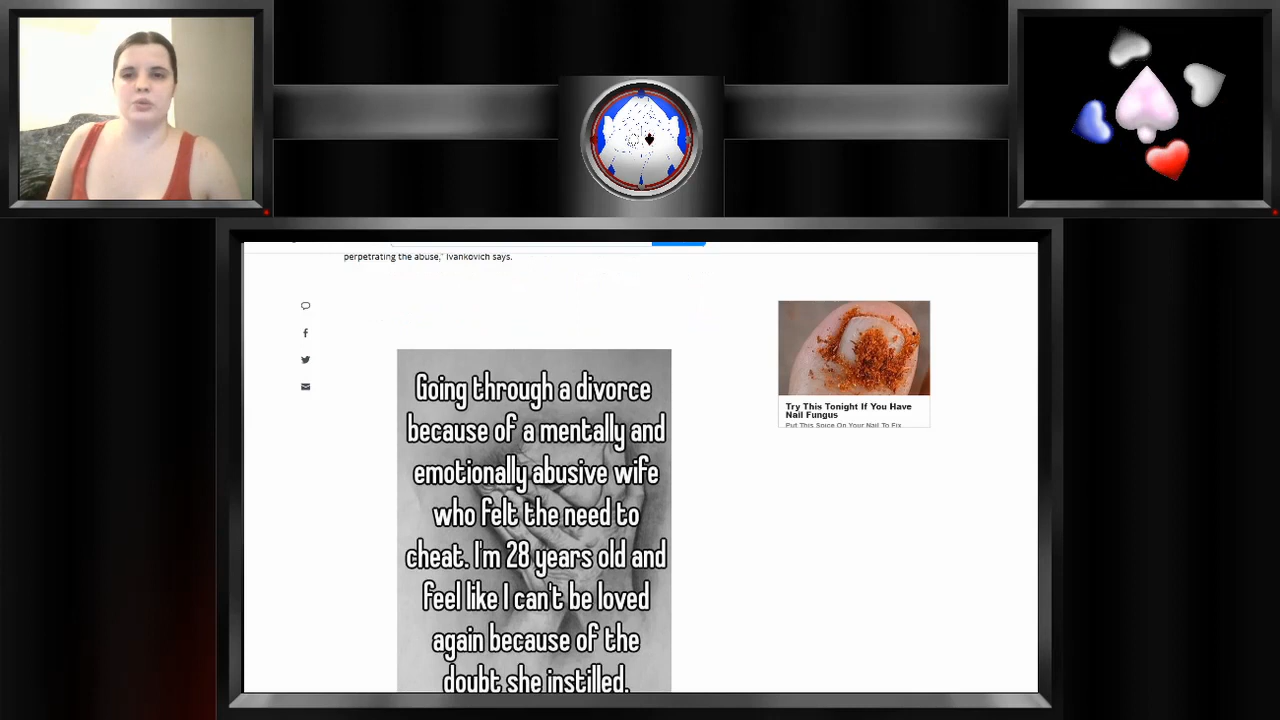 perpetrating the abuse," Ivankovich says.
Going through a divorce
because of a mentally and
emotionally abusive wife
who felt the need to
cheat. I'm 28 years old and
feel like I can't be loved
again because of the
doubt she instilled.
Try This Tonight If You Have
Nail Fungus
Put This Spice On Your Nail To Fix